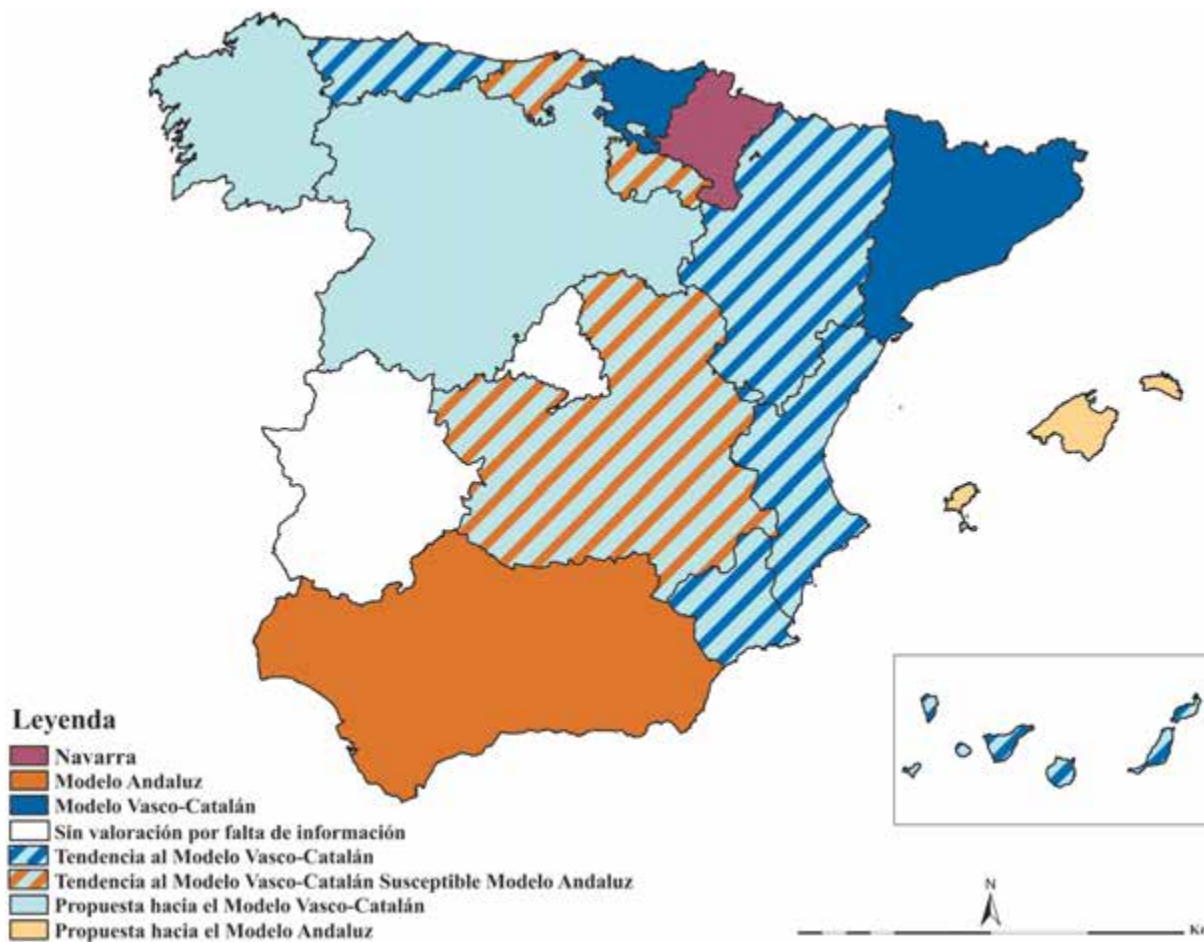 Leyenda
Navarra
Modelo Andaluz
Modelo Vasco-Catalán
Sin valoración por falta de información
Tendencia al Modelo Vasco-Catalán
Tendencia al Modelo Vasco-Catalán Susceptible Modelo Andaluz
Propuesta hacia el Modelo Vasco-Catalán
Propuesta hacia el Modelo Andaluz
N